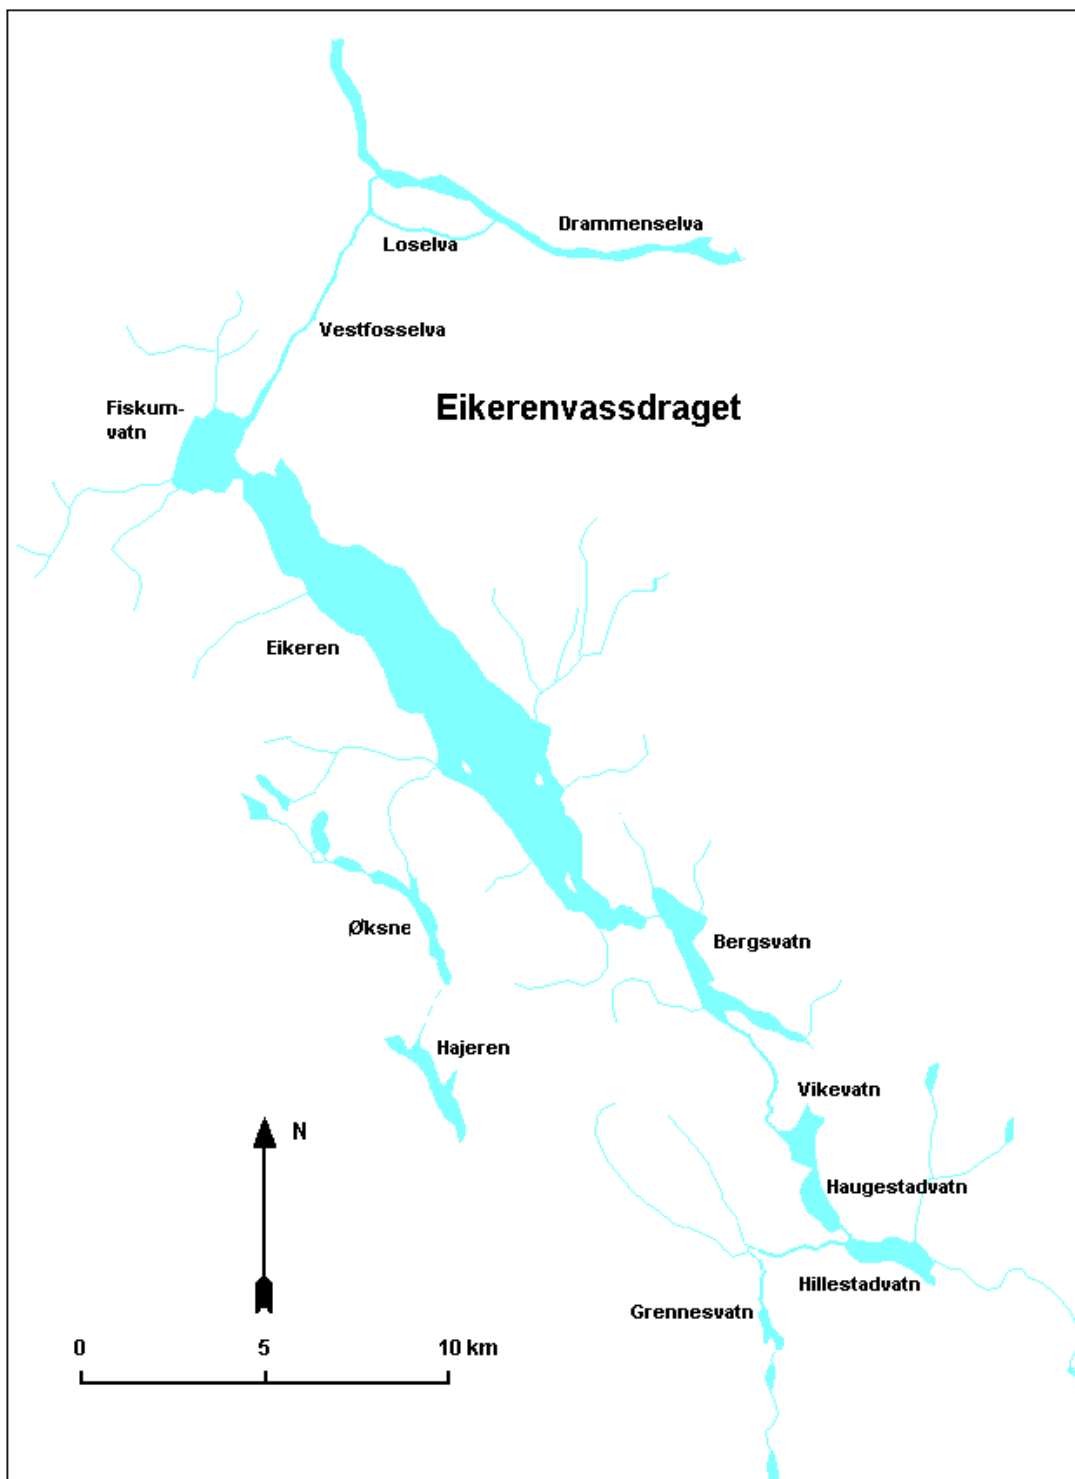 Drammenselva
Loselva
Vestfosselva
Fiskum-
vatn
Eikerenvassdraget
Eikeren
Øksne
Bergsvatn
Hajeren
Vikevatn
N
Haugestadvatn
Hillestadvatn
Grennesvatn
0 5 10 km